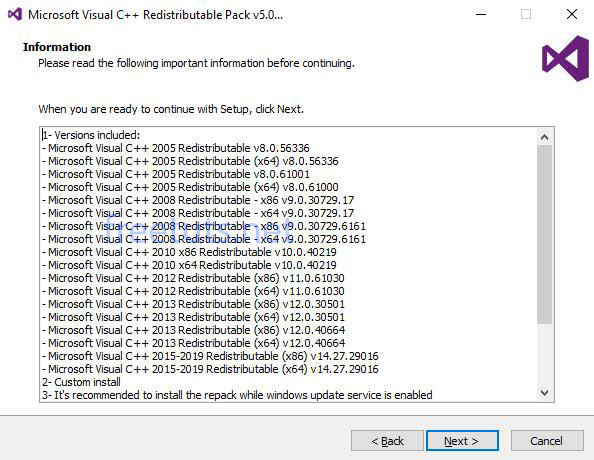 Microsoft Visual C++ Redistributable Pack v5.0...
Information
Please read the following important information before continuing.
When you are ready to continue with Setup, click Next.
1- Versions included:
- Microsoft Visual C++ 2005 Redistributable v8.0.56336
- Microsoft Visual C++ 2005 Redistributable (x64) v8.0.56336
- Microsoft Visual C++ 2005 Redistributable v8.0.61001
- Microsoft Visual C++ 2005 Redistributable (x64) v8.0.61000
- Microsoft Visual C++ 2008 Redistributable - x86 v9.0.30729.17
- Microsoft Visual C++ 2008 Redistributable - x64 v9.0.30729.17
- Microsoft Visual C++ 2008 Redistributable - x86 v9.0.30729.6161
- Microsoft Visual C++ 2008 Redistributable - x64 v9.0.30729.6161
freetuts.net
- Microsoft Visual C++ 2010 x86 Redistributable v10.0.40219
- Microsoft Visual C++ 2010 x64 Redistributable v10.0.40219
- Microsoft Visual C++ 2012 Redistributable (x86) v11.0.61030
- Microsoft Visual C++ 2012 Redistributable (x64) v11.0.61030
- Microsoft Visual C++ 2013 Redistributable (x86) v12.0.30501
- Microsoft Visual C++ 2013 Redistributable (x64) v12.0.30501
- Microsoft Visual C++ 2013 Redistributable (x86) v12.0.40664
- Microsoft Visual C++ 2013 Redistributable (x64) v12.0.40664
- Microsoft Visual C++ 2015-2019 Redistributable (x86) v14.27.29016
- Microsoft Visual C++ 2015-2019 Redistributable (x64) v14.27.29016
2- Custom install
3- It's recommended to install the repack while windows update service is enabled
< Back
Next >
Cancel